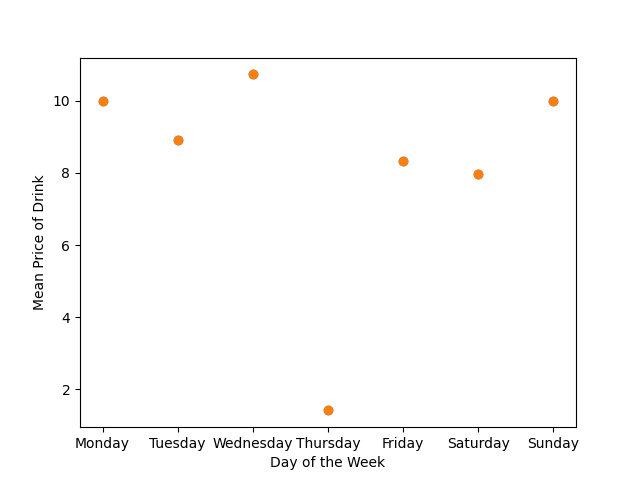 10
8
6
4
2
Mean Price of Drink
Monday Tuesday Wednesday Thursday Friday Saturday Sunday
Day of the Week